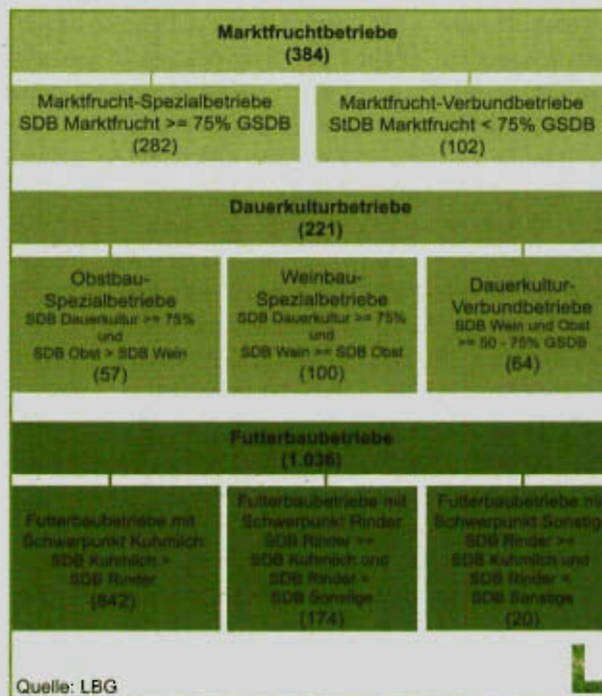 Marktfruchtbetriebe
(384)
Marktfrucht-Spezialbetriebe
SDB Marktfrucht >= 75% GSDB
(282)
Marktfrucht-Verbundbetriebe
StDB Marktfrucht < 75% GSDB
(102)
Dauerkulturbetriebe
(221)
Obstbau-
Spezialbetriebe
SDB Dauerkultur >= 75%
und
SDB Obst > SDB Wein
(57)
Weinbau-
Spezialbetriebe
SDB Dauerkultur >= 75%
und
SDB Wein >= SDB Obst
(100)
Dauerkultur-
Verbundbetriebe
SDB Wein und Obst
>= 50 - 75% GSDB
(64)
Futterbaubetriebe
(1.036)
Futterbaubetriebe mit
Schwerpunkt Kuhmilch
SDB Kuhmilch >
SDB Rinder
(842)
Futterbaubetriebe mit
Schwerpunkt Rinder
SDB Rinder >=
SDB Kuhmilch und
SDB Rinder >
SDB Sonstige
(174)
Futterbaubetriebe mi
Schwerpunkt Sonstig
SDB Rinder >=
SDB Kuhmilch und
SDB Rinder <
SDB Sonstige
(20)
Quelle: LBG
L